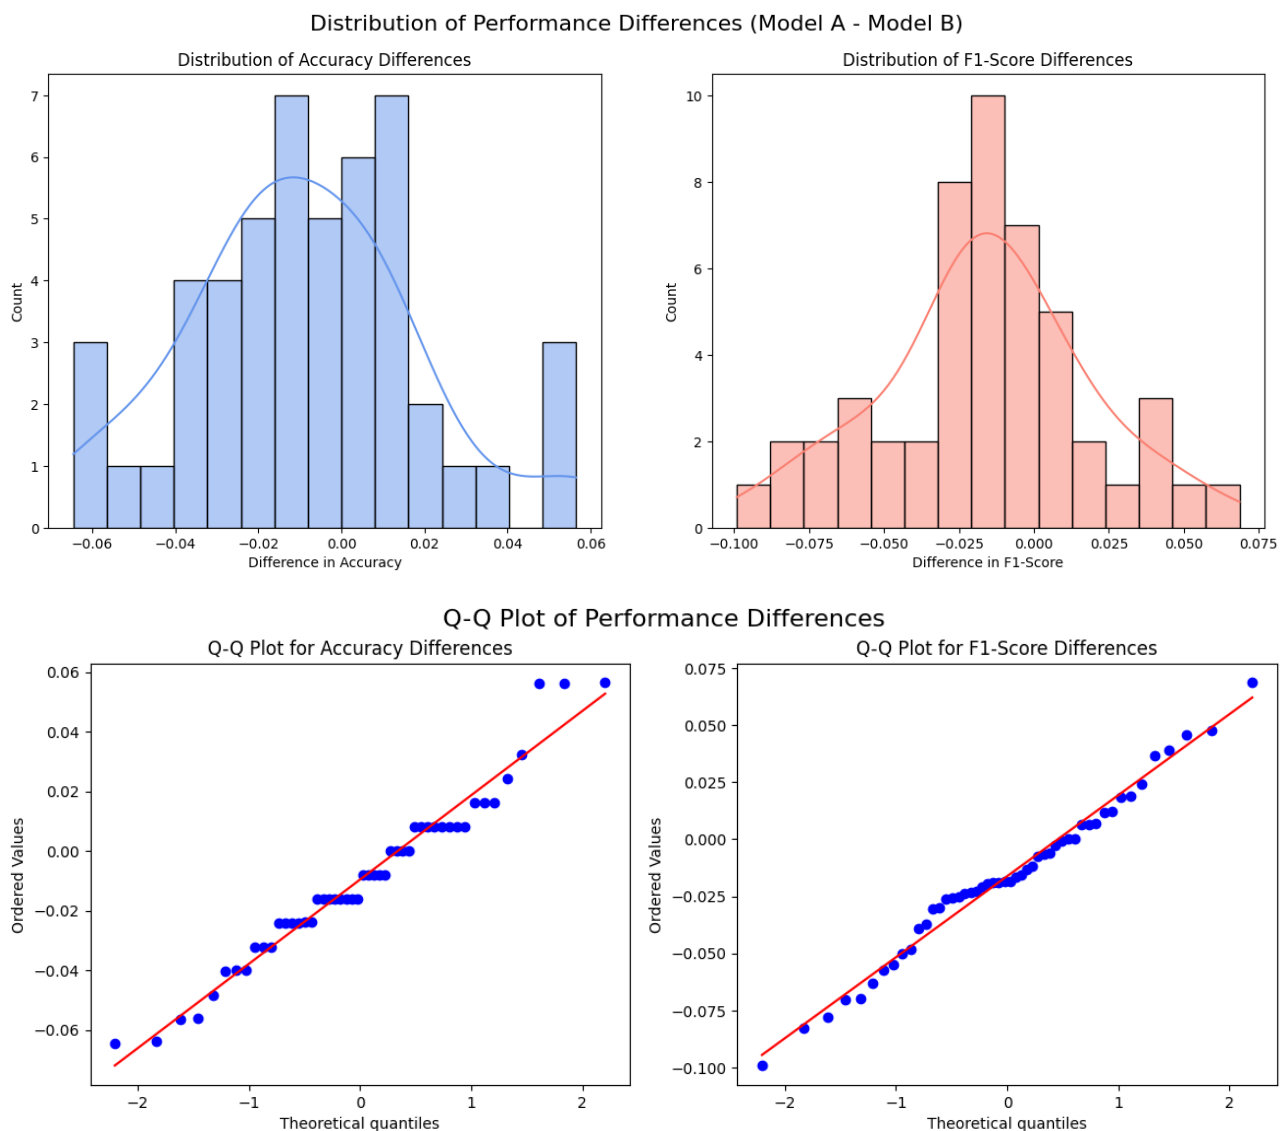 Distribution of Performance Differences (Model A - Model B)
Distribution of Accuracy Differences
7
6
5
4
3
2
1
0
Count
−0.06 −0.04 −0.02 0.00 0.02 0.04 0.06
Difference in Accuracy
Distribution of F1-Score Differences
10
8
6
4
2
0
Count
−0.100 −0.075 −0.050 −0.025 0.000 0.025 0.050 0.075
Difference in F1-Score
Q-Q Plot of Performance Differences
Q-Q Plot for Accuracy Differences
0.06
0.04
0.02
0.00
−0.02
−0.04
−0.06
Ordered Values
−2 −1 0 1 2
Theoretical quantiles
Q-Q Plot for F1-Score Differences
0.075
0.050
0.025
0.000
−0.025
−0.050
−0.075
−0.100
Ordered Values
−2 −1 0 1 2
Theoretical quantiles